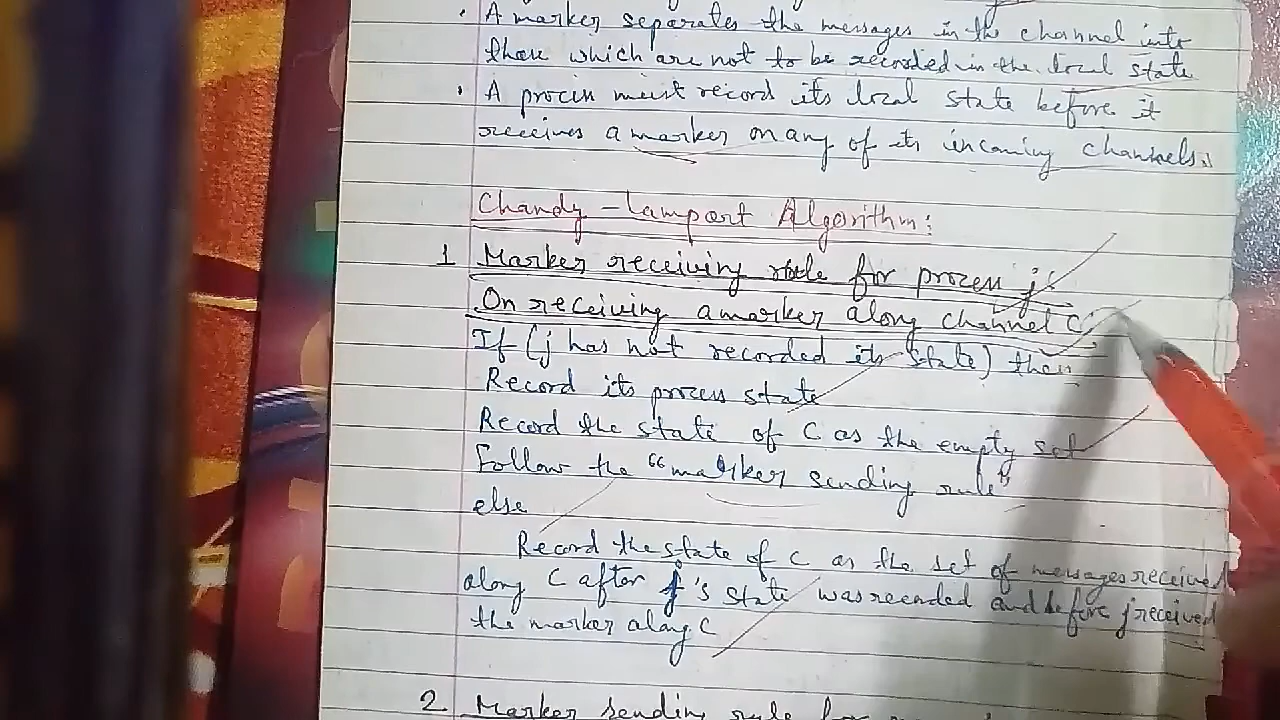 . A marker separates the messages in the channel into
those which are not to be recorded in the local state
. A process must record its local state before it
receives a marker on any of its incoming channels.
Chandy-Lamport Algorithm:
1 Marker receiving rule for process j:
On receiving a marker along channel C:
If (j has not recorded its state) then
Record its process state
Record the state of C as the empty set
Follow the "marker sending rule"
else
Record the state of C as the set of messages received
along C after j's state was recorded and before j received
the marker along C
2 Marker sending rule for